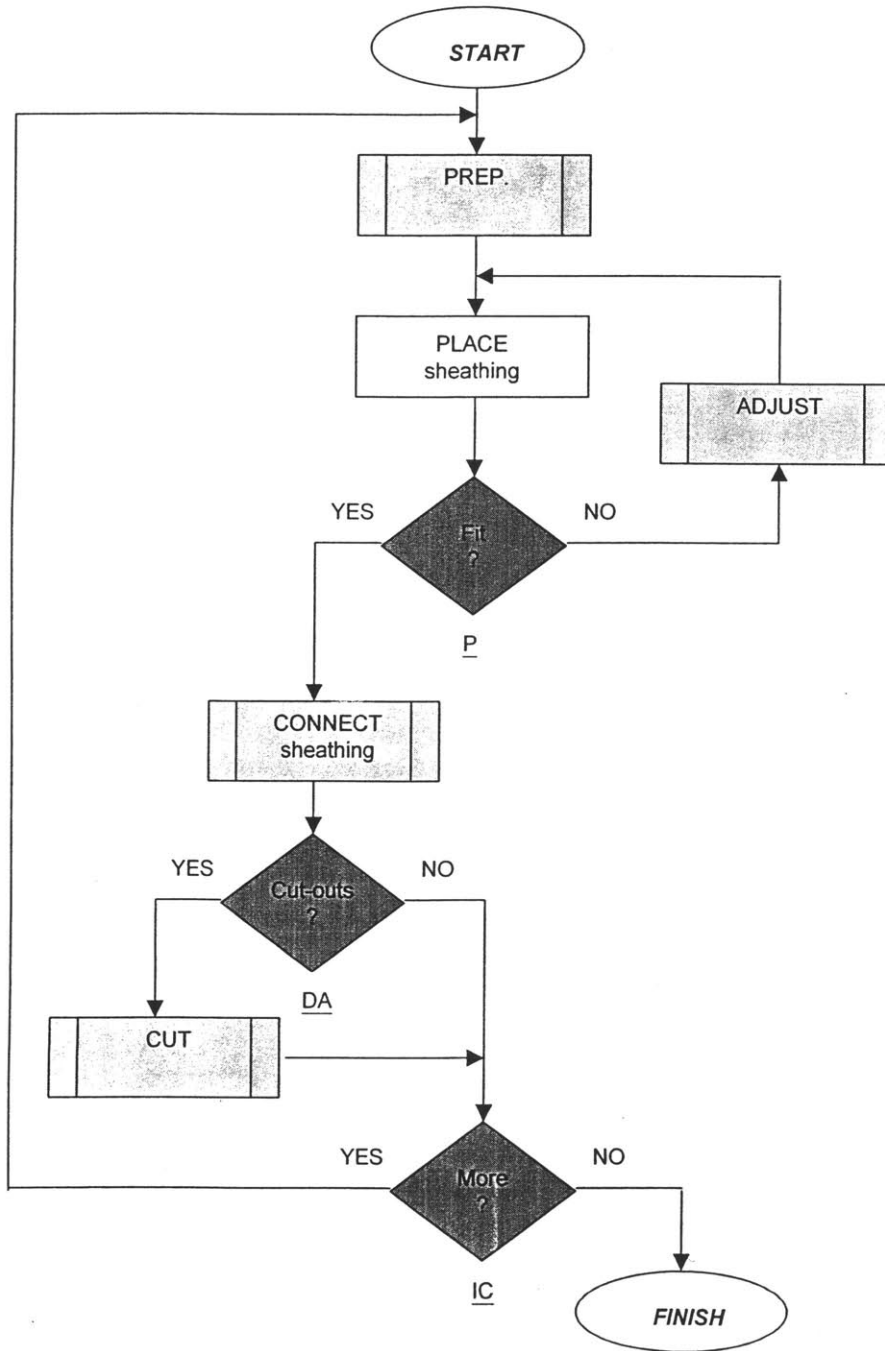 START
PREP.
PLACE
sheathing
ADJUST
YES
NO
Fit
?
P
CONNECT
sheathing
YES
NO
Cut-outs
?
DA
CUT
YES
NO
More
?
IC
FINISH